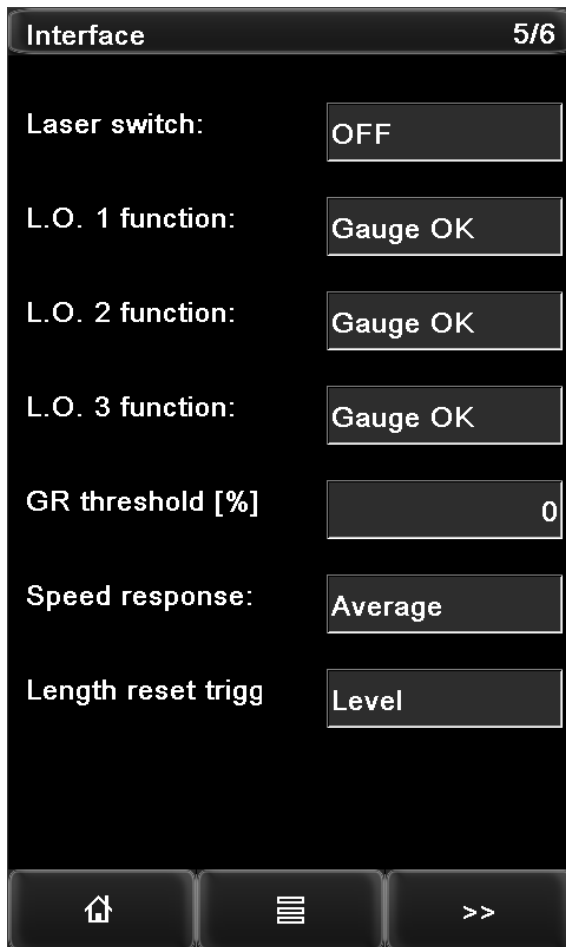 Interface 5/6
Laser switch: OFF
L.O. 1 function: Gauge OK
L.O. 2 function: Gauge OK
L.O. 3 function: Gauge OK
GR threshold [%] 0
Speed response: Average
Length reset trigg Level
>>